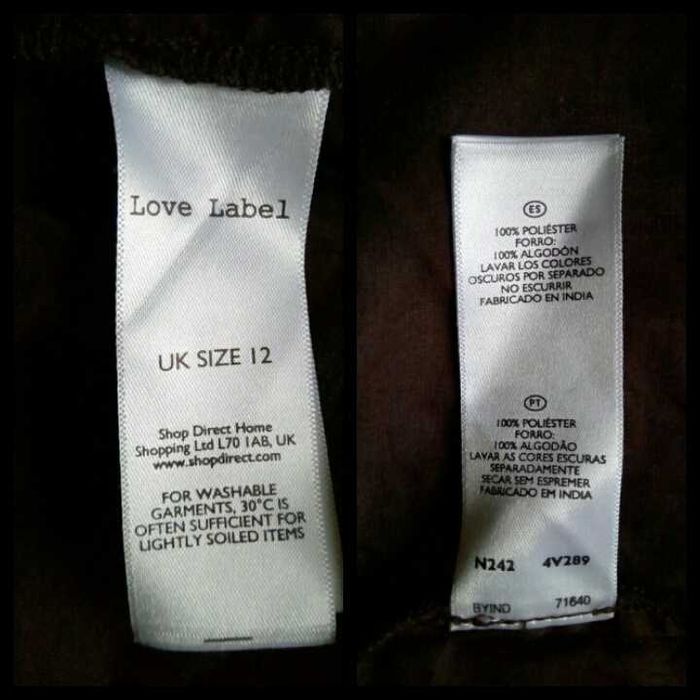 Love Label
UK SIZE 12
Shop Direct Home
Shopping Ltd L70 1AB, UK
www.shopdirect.com
FOR WASHABLE
GARMENTS, 30°C IS
OFTEN SUFFICIENT FOR
LIGHTLY SOILED ITEMS
ES
100% POLIÉSTER
FORRO:
100% ALGODÓN
LAVAR LOS COLORES
OSCUROS POR SEPARADO
NO ESCURRIR
FABRICADO EN INDIA
PT
100% POLIÉSTER
FORRO:
100% ALGODÃO
LAVAR AS CORES ESCURAS
SEPARADAMENTE
SECAR SEM ESPREMER
FABRICADO EM INDIA
N242 4V289
BYIND 71640